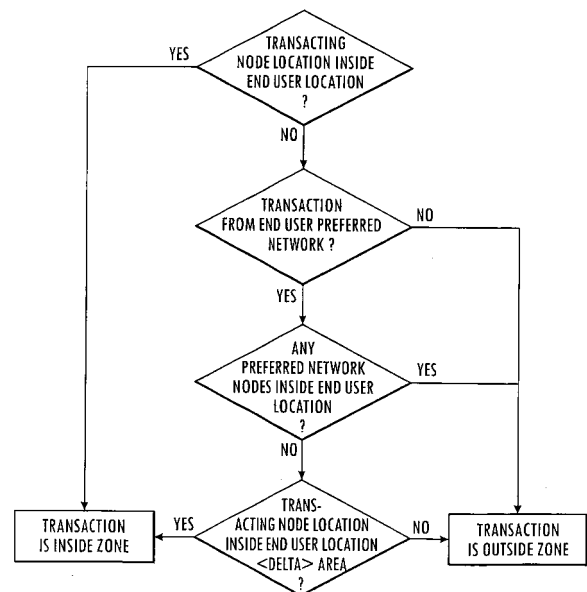 TRANSACTING
NODE LOCATION INSIDE
END USER LOCATION
?
YES
NO
TRANSACTION
FROM END USER PREFERRED
NETWORK ?
NO
YES
ANY
PREFERRED NETWORK
NODES INSIDE END USER
LOCATION
?
YES
NO
TRANS-
ACTING NODE LOCATION
INSIDE END USER LOCATION
<DELTA> AREA
?
YES
NO
TRANSACTION
IS INSIDE ZONE
TRANSACTION
IS OUTSIDE ZONE